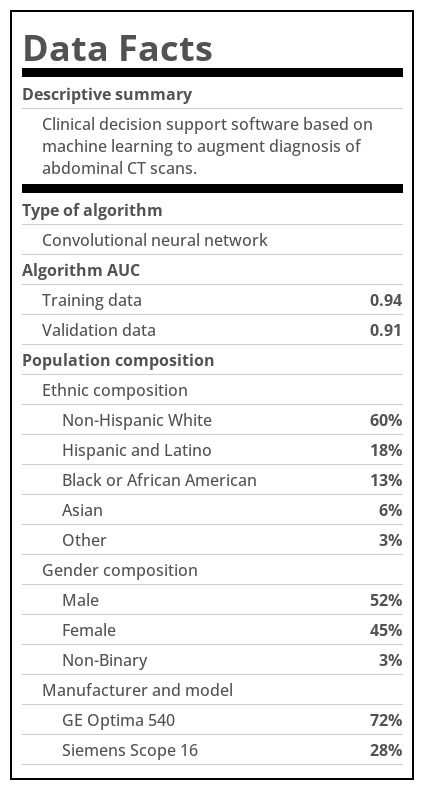 Data Facts
Descriptive summary
Clinical decision support software based on
machine learning to augment diagnosis of
abdominal CT scans.
Type of algorithm
Convolutional neural network
Algorithm AUC
Training data 0.94
Validation data 0.91
Population composition
Ethnic composition
Non-Hispanic White 60%
Hispanic and Latino 18%
Black or African American 13%
Asian 6%
Other 3%
Gender composition
Male 52%
Female 45%
Non-Binary 3%
Manufacturer and model
GE Optima 540 72%
Siemens Scope 16 28%